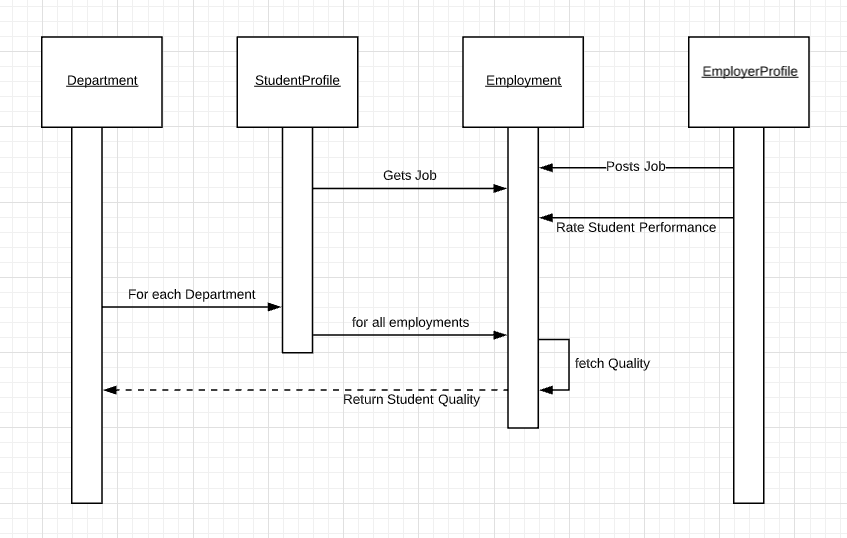 Department
StudentProfile
Employment
EmployerProfile
Posts Job
Gets Job
Rate Student Performance
For each Department
for all employments
fetch Quality
Return Student Quality